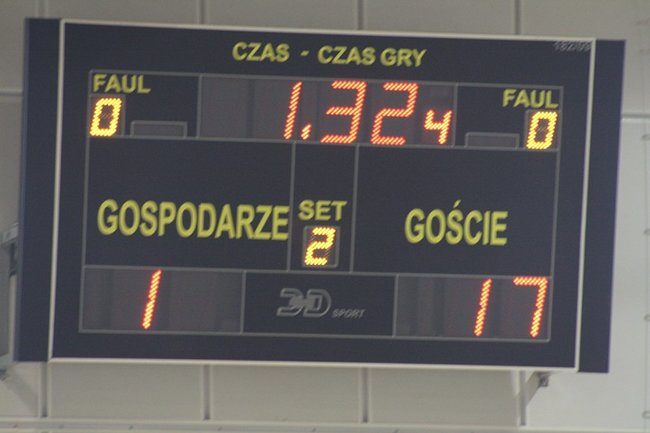 CZAS - CZAS GRY
FAUL
FAUL
0
1.32 4
0
GOSPODARZE
SET
GOŚCIE
2
1
3D SPORT
17